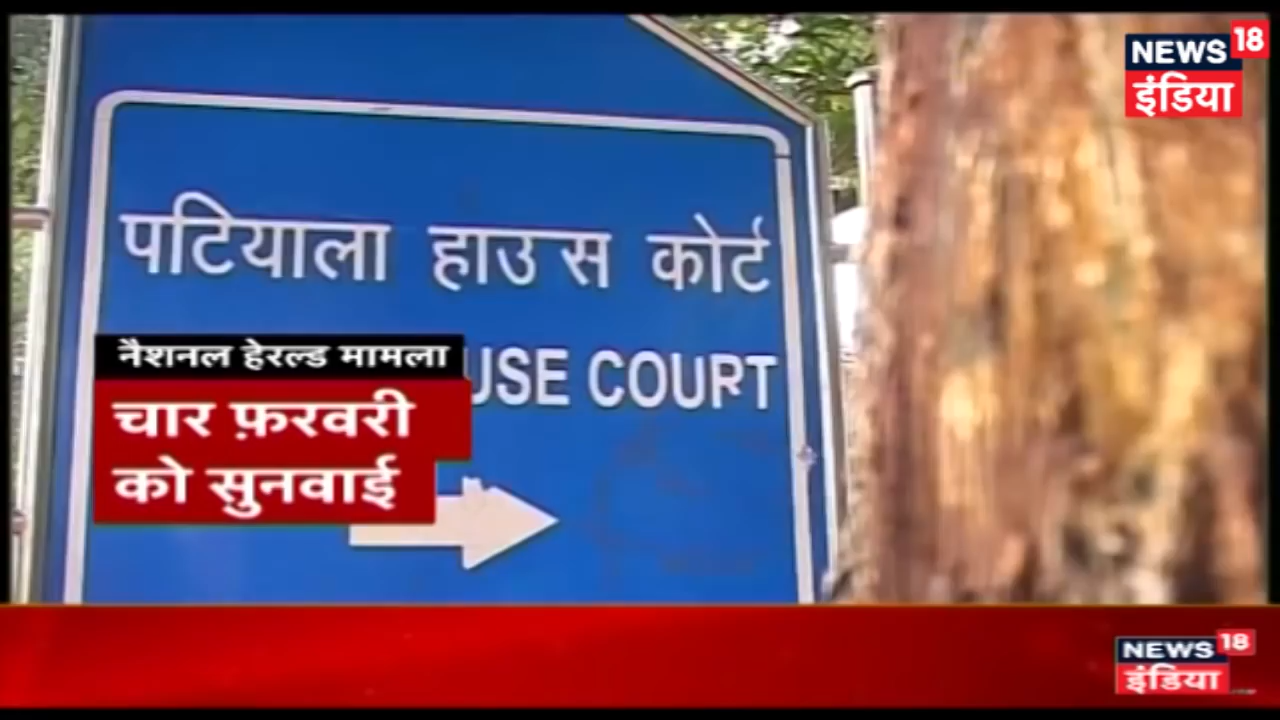 NEWS 18
इंडिया
पटियाला हाउस कोर्ट
नैशनल हेरल्ड मामला
USE COURT
चार फ़रवरी
को सुनवाई
NEWS 18
इंडिया